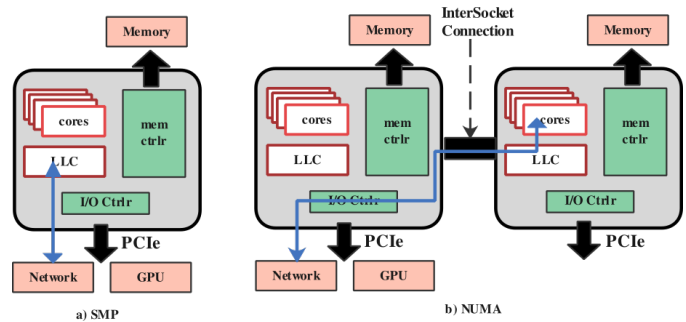 Memory
cores
mem
ctrlr
LLC
I/O Ctrlr
PCIe
Network
GPU
a) SMP
InterSocket
Connection
Memory
cores
mem
ctrlr
LLC
I/O Ctrlr
PCIe
Network
GPU
Memory
cores
mem
ctrlr
LLC
I/O Ctrlr
b) NUMA